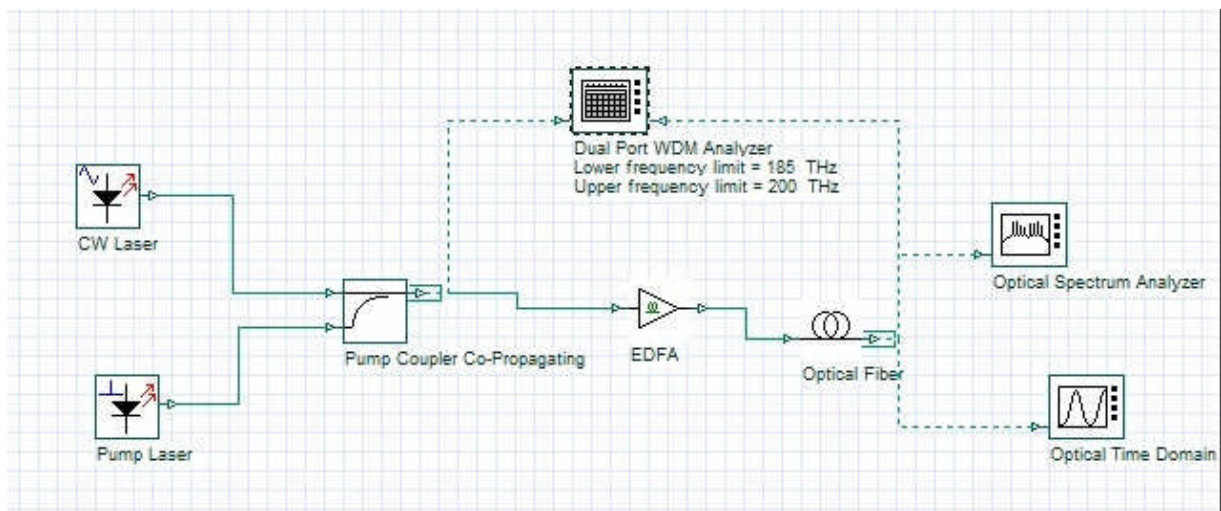 Dual Port WDM Analyzer
Lower frequency limit = 185 THz
Upper frequency limit = 200 THz
CW Laser
Optical Spectrum Analyzer
Pump Coupler Co-Propagating
EDFA
Optical Fiber
Pump Laser
Optical Time Domain